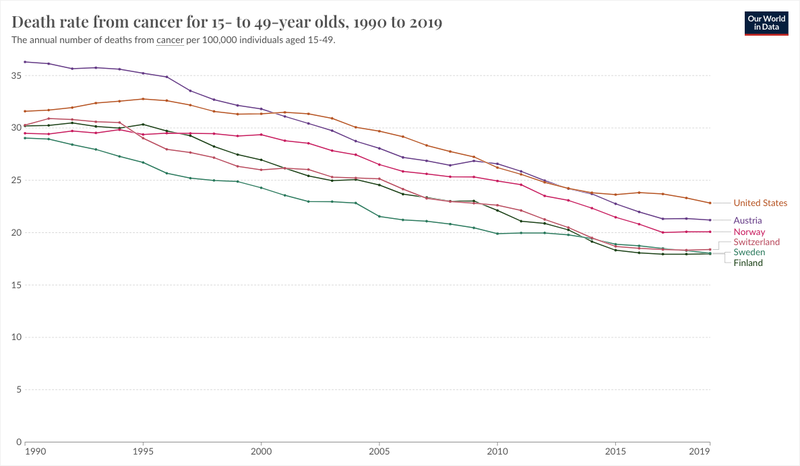 Death rate from cancer for 15- to 49-year olds, 1990 to 2019
The annual number of deaths from cancer per 100,000 individuals aged 15-49.
Our World
in Data
35
30
25
20
15
10
5
0
1990
1995
2000
2005
2010
2015
2019
United States
Austria
Norway
Switzerland
Sweden
Finland